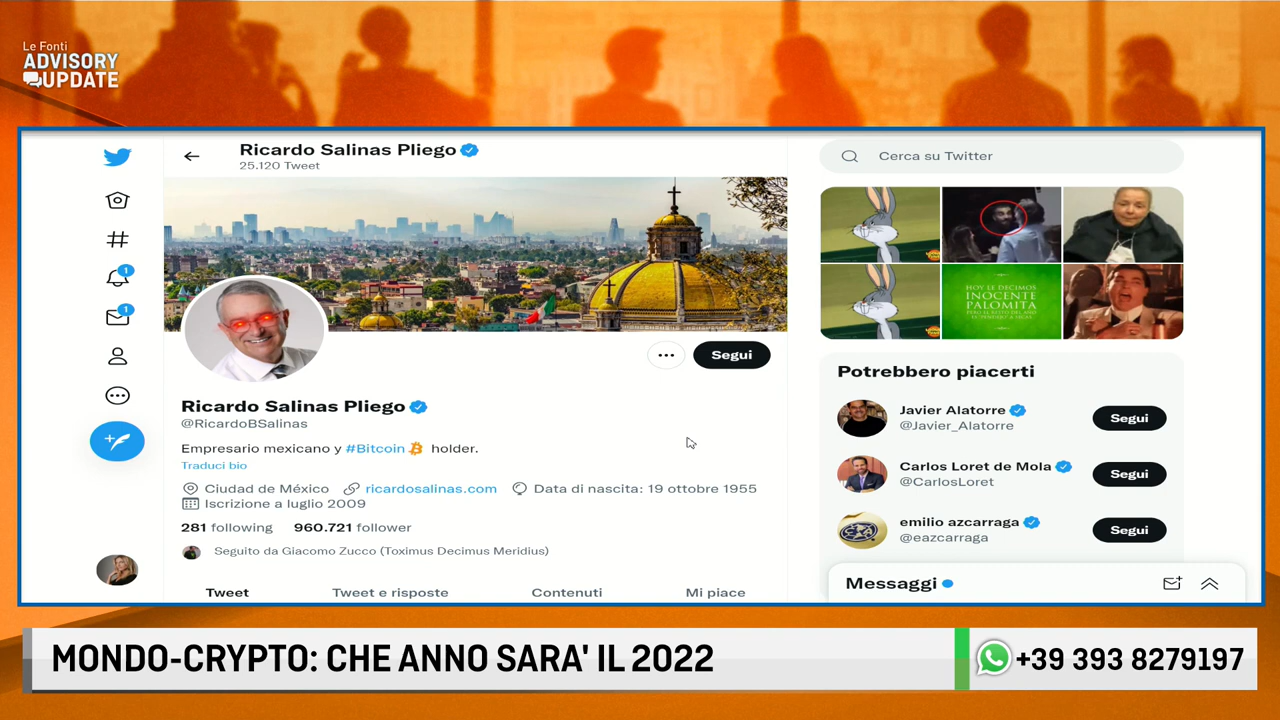 Le Fonti
ADVISORY
UPDATE
Ricardo Salinas Pliego
25.120 Tweet
Cerca su Twitter
HOY LE DECIMOS
INOCENTE
PALOMITA
1
1
Segui
Ricardo Salinas Pliego
@RicardoBSalinas
Empresario mexicano y #Bitcoin holder.
Traduci bio
Ciudad de México ricardosalinas.com Data di nascita: 19 ottobre 1955
Iscrizione a luglio 2009
281 following 960.721 follower
Seguito da Giacomo Zucco (Toximus Decimus Meridius)
Tweet Tweet e risposte Contenuti Mi piace
Potrebbero piacerti
Javier Alatorre
@Javier_Alatorre
Segui
Carlos Loret de Mola
@CarlosLoret
Segui
emilio azcarraga
@eazcarraga
Segui
Messaggi
MONDO-CRYPTO: CHE ANNO SARA' IL 2022
+39 393 8279197